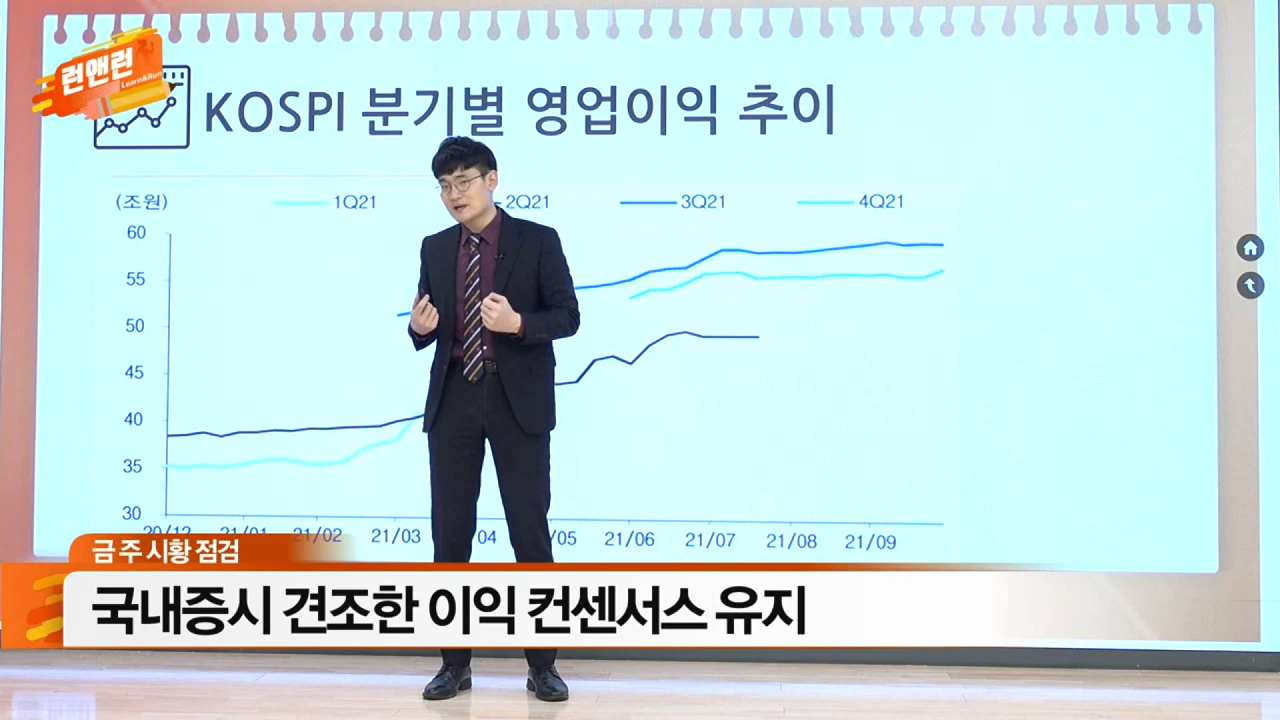 런앤런
Learn&Run
KOSPI 분기별 영업이익 추이
(조원) 1Q21 2Q21 3Q21 4Q21
60
55
50
45
40
35
30
20/12 21/01 21/02 21/03 04 /05 21/06 21/07 21/08 21/09
금주 시황 점검
국내증시 견조한 이익 컨센서스 유지